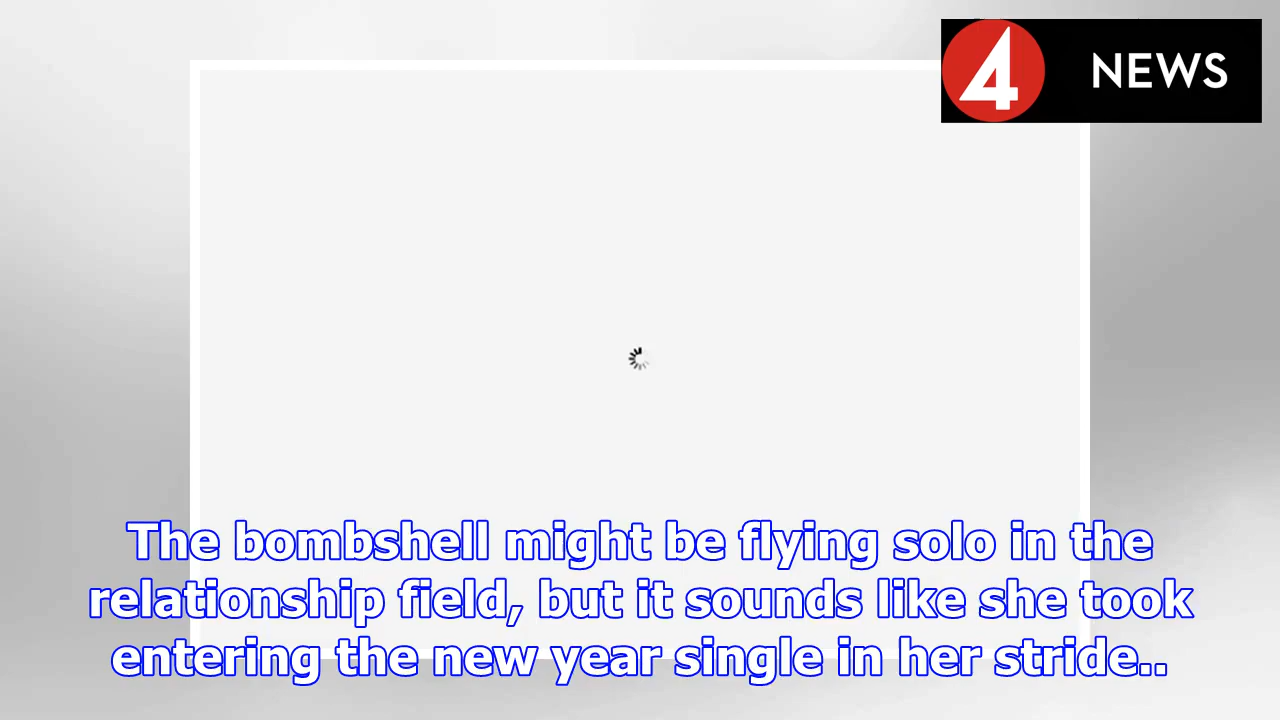 4 NEWS
The bombshell might be flying solo in the
relationship field, but it sounds like she took
entering the new year single in her stride..